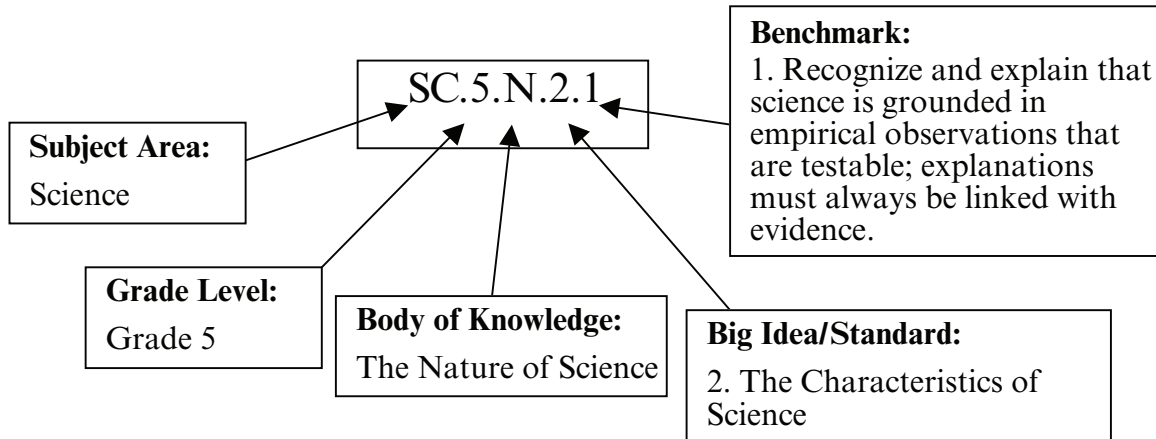 SC.5.N.2.1
Benchmark:
1. Recognize and explain that
science is grounded in
empirical observations that
are testable; explanations
must always be linked with
evidence.
Subject Area:
Science
Grade Level:
Grade 5
Body of Knowledge:
The Nature of Science
Big Idea/Standard:
2. The Characteristics of
Science